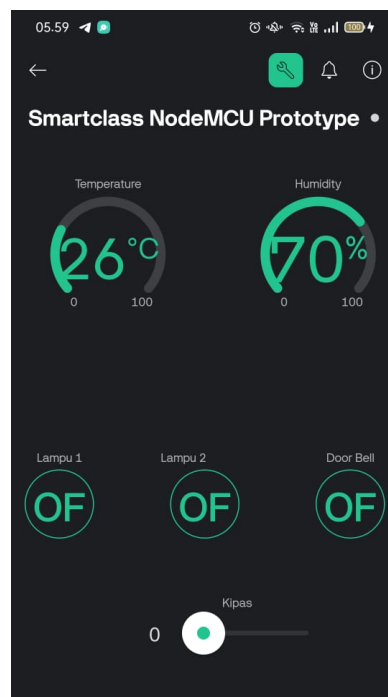 05.59
100
Smartclass NodeMCU Prototype
Temperature Humidity
26°C 70%
0 100 0 100
Lampu 1 Lampu 2 Door Bell
OF OF OF
Kipas
0